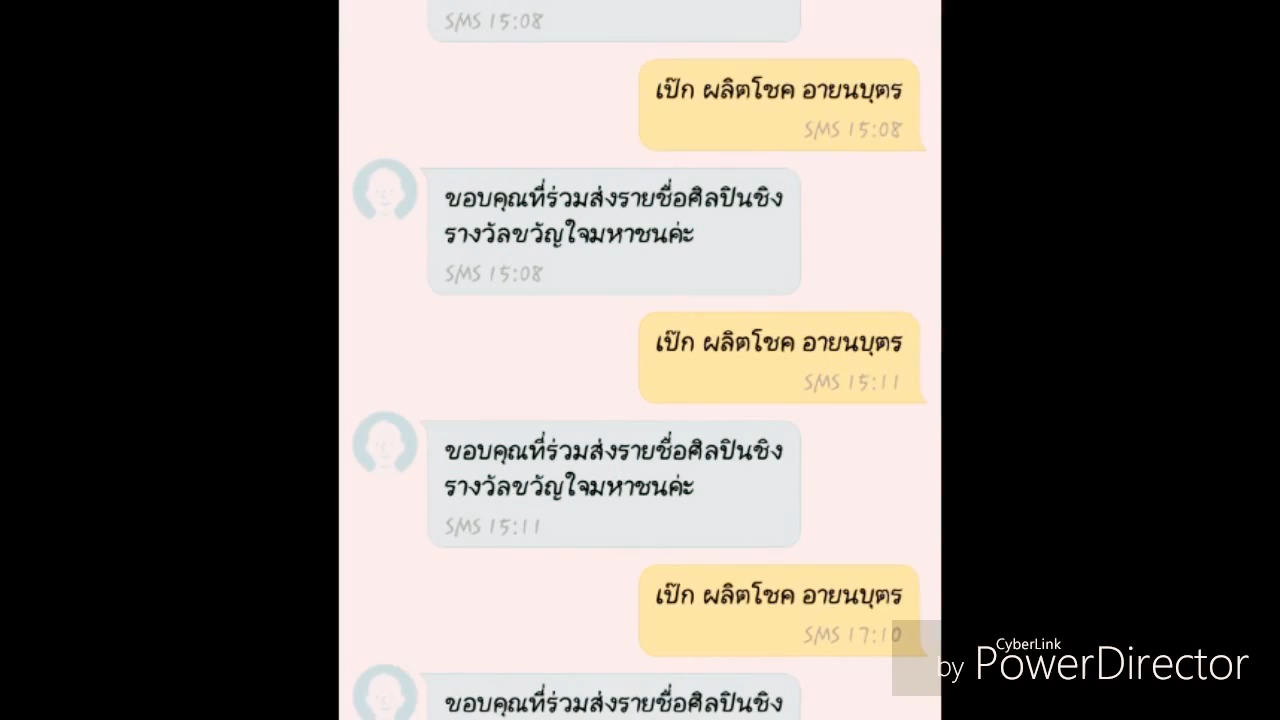 SMS 15:08
เป๊ก ผลิตโชค อายนบุตร
SMS 15:08
ขอบคุณที่ร่วมส่งรายชื่อศิลปินชิง
รางวัลขวัญใจมหาชนค่ะ
SMS 15:08
เป๊ก ผลิตโชค อายนบุตร
SMS 15:11
ขอบคุณที่ร่วมส่งรายชื่อศิลปินชิง
รางวัลขวัญใจมหาชนค่ะ
SMS 15:11
เป๊ก ผลิตโชค อายนบุตร
SMS 17:10
ขอบคุณที่ร่วมส่งรายชื่อศิลปินชิง
CyberLink
by PowerDirector